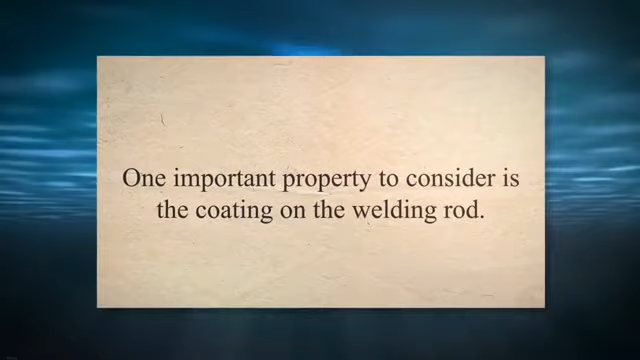 One important property to consider is
the coating on the welding rod.